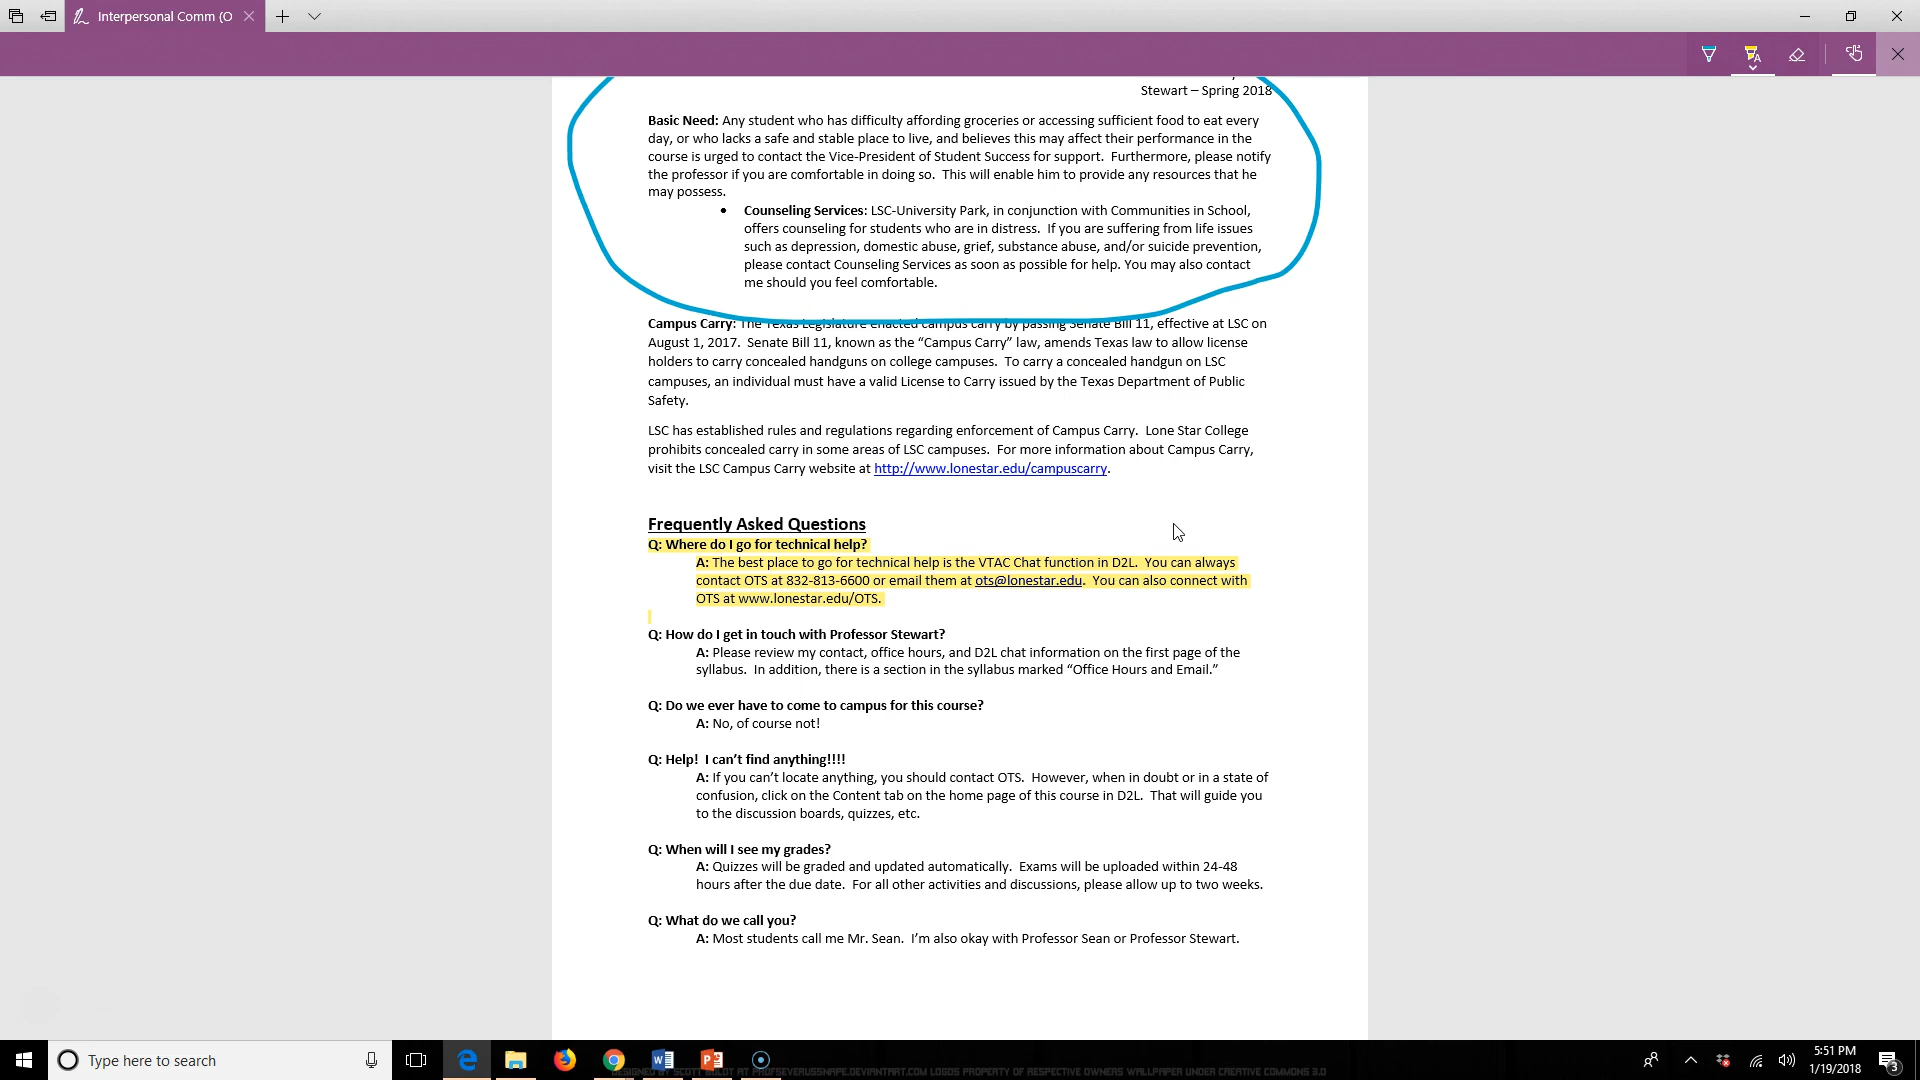 Interpersonal Comm (O
Stewart – Spring 2018
Basic Need: Any student who has difficulty affording groceries or accessing sufficient food to eat every
day, or who lacks a safe and stable place to live, and believes this may affect their performance in the
course is urged to contact the Vice-President of Student Success for support.  Furthermore, please notify
the professor if you are comfortable in doing so.  This will enable him to provide any resources that he
may possess.
• Counseling Services: LSC-University Park, in conjunction with Communities in School,
offers counseling for students who are in distress.  If you are suffering from life issues
such as depression, domestic abuse, grief, substance abuse, and/or suicide prevention,
please contact Counseling Services as soon as possible for help. You may also contact
me should you feel comfortable.
Campus Carry: The Texas Legislature enacted campus carry by passing Senate Bill 11, effective at LSC on
August 1, 2017.  Senate Bill 11, known as the “Campus Carry” law, amends Texas law to allow license
holders to carry concealed handguns on college campuses.  To carry a concealed handgun on LSC
campuses, an individual must have a valid License to Carry issued by the Texas Department of Public
Safety.
LSC has established rules and regulations regarding enforcement of Campus Carry.  Lone Star College
prohibits concealed carry in some areas of LSC campuses.  For more information about Campus Carry,
visit the LSC Campus Carry website at http://www.lonestar.edu/campuscarry.
Frequently Asked Questions
Q: Where do I go for technical help?
A: The best place to go for technical help is the VTAC Chat function in D2L.  You can always
contact OTS at 832-813-6600 or email them at ots@lonestar.edu.  You can also connect with
OTS at www.lonestar.edu/OTS.
Q: How do I get in touch with Professor Stewart?
A: Please review my contact, office hours, and D2L chat information on the first page of the
syllabus.  In addition, there is a section in the syllabus marked “Office Hours and Email.”
Q: Do we ever have to come to campus for this course?
A: No, of course not!
Q: Help!  I can’t find anything!!!!
A: If you can’t locate anything, you should contact OTS.  However, when in doubt or in a state of
confusion, click on the Content tab on the home page of this course in D2L.  That will guide you
to the discussion boards, quizzes, etc.
Q: When will I see my grades?
A: Quizzes will be graded and updated automatically.  Exams will be uploaded within 24-48
hours after the due date.  For all other activities and discussions, please allow up to two weeks.
Q: What do we call you?
A: Most students call me Mr. Sean.  I’m also okay with Professor Sean or Professor Stewart.
Type here to search
DESIGNED BY SCOTT BOLDT AT PROFSEVERUSSNAPE.DEVIANTART.COM LOGOS PROPERTY OF RESPECTIVE OWNERS WALLPAPER UNDER CREATIVE COMMONS 3.0
5:51 PM
1/19/2018
3